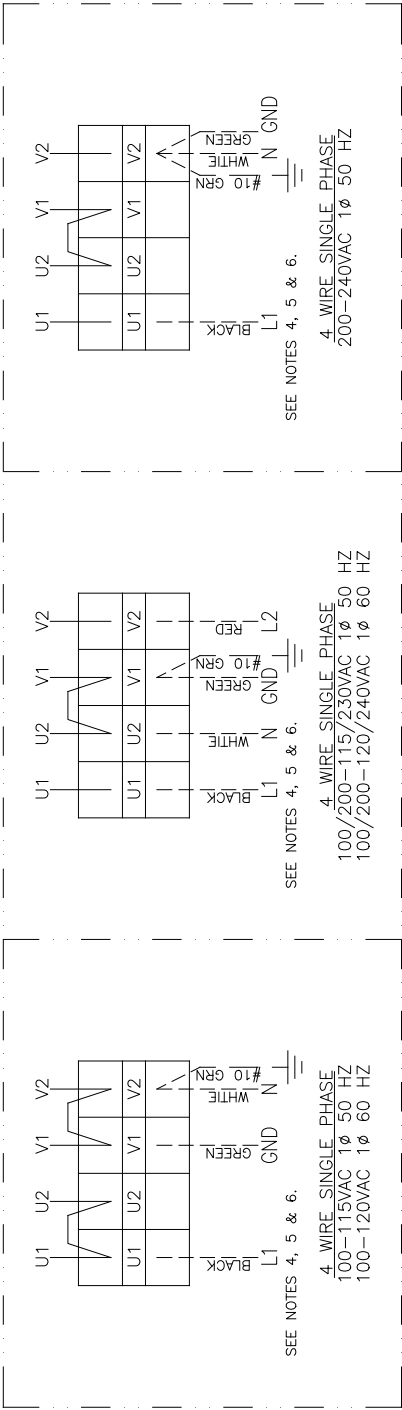 U1 U2 V1 V2
U1 U2 V1 V2
BLACK GREEN WHTIE #10 GRN
L1 GND N
SEE NOTES 4, 5 & 6.
4 WIRE SINGLE PHASE
100-115VAC 1ø 50 HZ
100-120VAC 1ø 60 HZ
U1 U2 V1 V2
U1 U2 V1 V2
BLACK WHTIE GREEN #10 GRN RED
L1 N GND L2
SEE NOTES 4, 5 & 6.
4 WIRE SINGLE PHASE
100/200-115/230VAC 1ø 50 HZ
100/200-120/240VAC 1ø 60 HZ
U1 U2 V1 V2
U1 U2 V1 V2
BLACK #10 GRN WHTIE GREEN
L1 N GND
SEE NOTES 4, 5 & 6.
4 WIRE SINGLE PHASE
200-240VAC 1ø 50 HZ